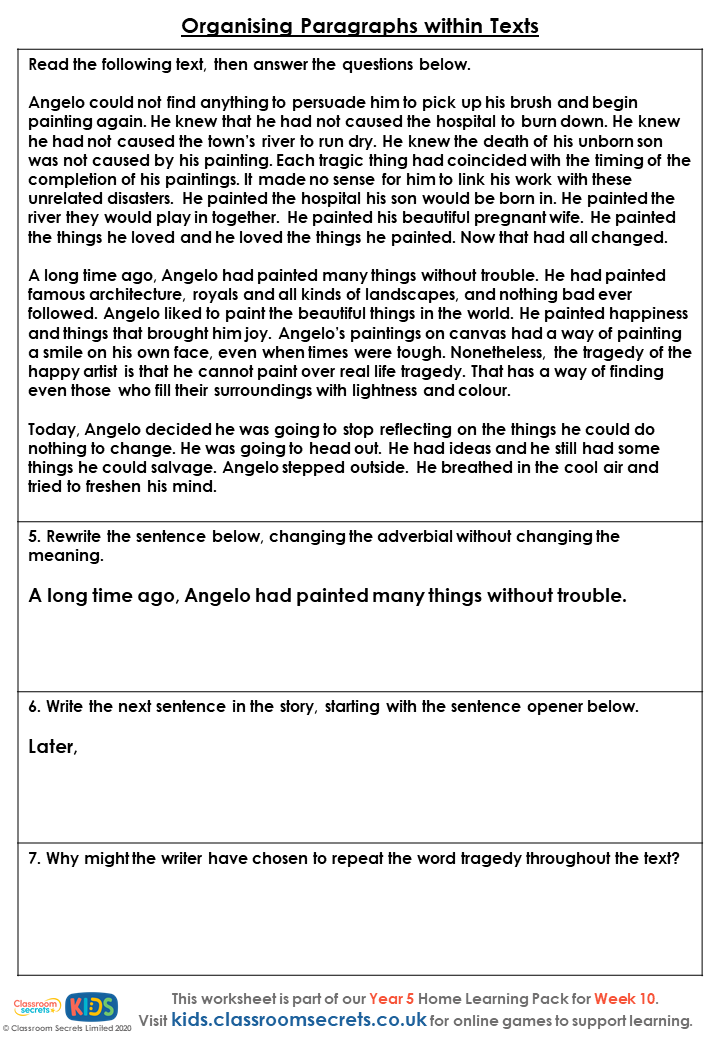 Organising Paragraphs within Texts
Read the following text, then answer the questions below.
Angelo could not find anything to persuade him to pick up his brush and begin
painting again. He knew that he had not caused the hospital to burn down. He knew
he had not caused the town's river to run dry. He knew the death of his unborn son
was not caused by his painting. Each tragic thing had coincided with the timing of the
completion of his paintings. It made no sense for him to link his work with these
unrelated disasters. He painted the hospital his son would be born in. He painted the
river they would play in together. He painted his beautiful pregnant wife. He painted
the things he loved and he loved the things he painted. Now that had all changed.
A long time ago, Angelo had painted many things without trouble. He had painted
famous architecture, royals and all kinds of landscapes, and nothing bad ever
followed. Angelo liked to paint the beautiful things in the world. He painted happiness
and things that brought him joy. Angelo's paintings on canvas had a way of painting
a smile on his own face, even when times were tough. Nonetheless, the tragedy of the
happy artist is that he cannot paint over real life tragedy. That has a way of finding
even those who fill their surroundings with lightness and colour.
Today, Angelo decided he was going to stop reflecting on the things he could do
nothing to change. He was going to head out. He had ideas and he still had some
things he could salvage. Angelo stepped outside. He breathed in the cool air and
tried to freshen his mind.
5. Rewrite the sentence below, changing the adverbial without changing the
meaning.
A long time ago, Angelo had painted many things without trouble.
6. Write the next sentence in the story, starting with the sentence opener below.
Later,
7. Why might the writer have chosen to repeat the word tragedy throughout the text?
Classroom
secrets
KIDS
© Classroom Secrets Limited 2020
This worksheet is part of our Year 5 Home Learning Pack for Week 10.
Visit kids.classroomsecrets.co.uk for online games to support learning.